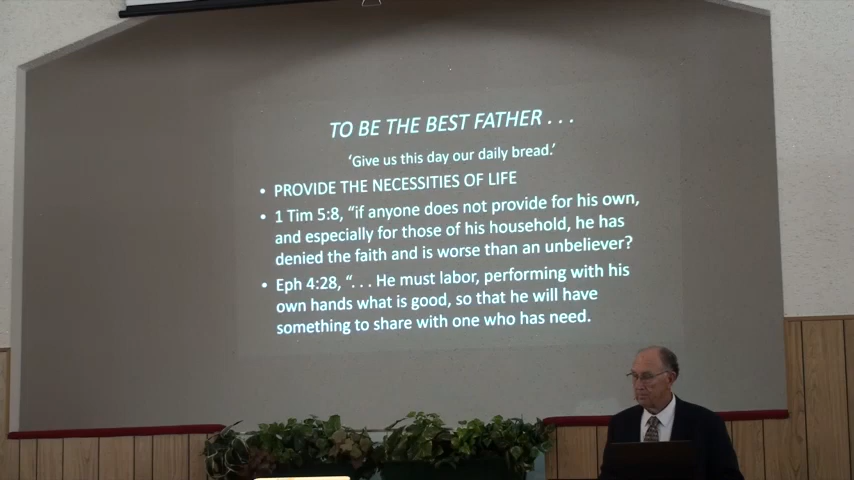 TO BE THE BEST FATHER . . .
‘Give us this day our daily bread.’
• PROVIDE THE NECESSITIES OF LIFE
• 1 Tim 5:8, “if anyone does not provide for his own,
and especially for those of his household, he has
denied the faith and is worse than an unbeliever?
• Eph 4:28, “. . . He must labor, performing with his
own hands what is good, so that he will have
something to share with one who has need.